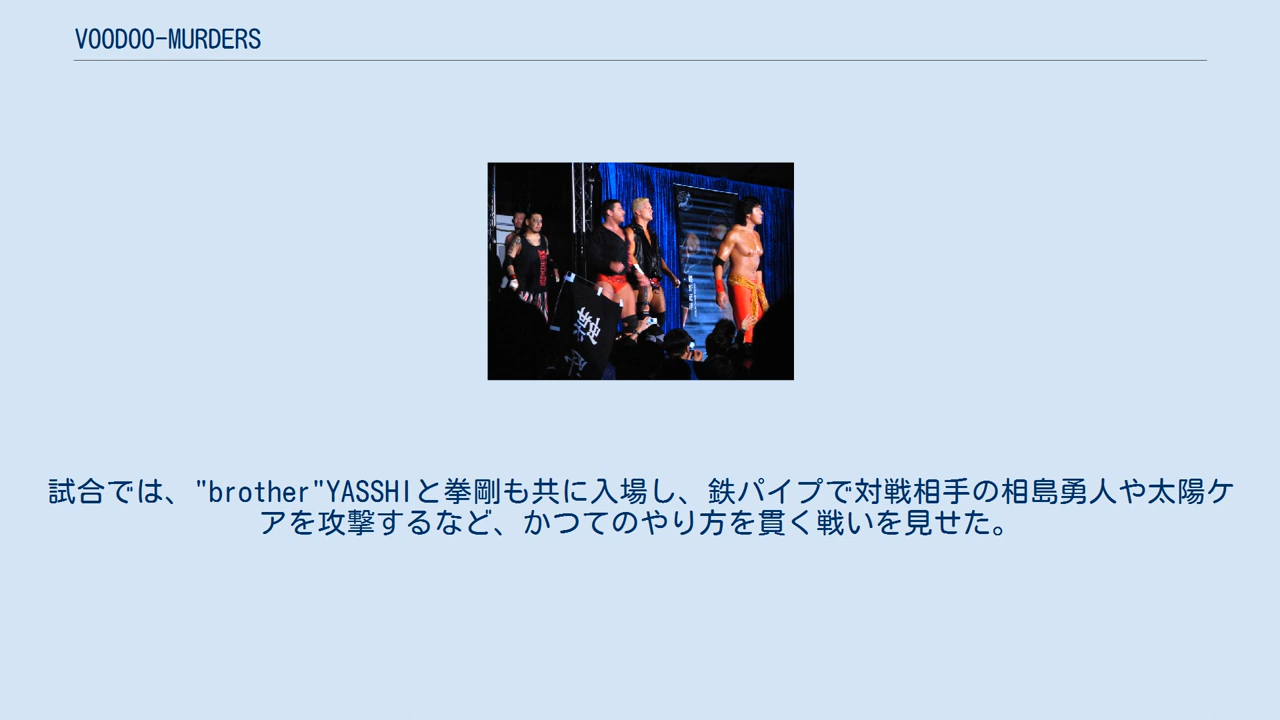 VOODOO-MURDERS
試合では、"brother"YASSHIと拳剛も共に入場し、鉄パイプで対戦相手の相島勇人や太陽ケ
アを攻撃するなど、かつてのやり方を貫く戦いを見せた。